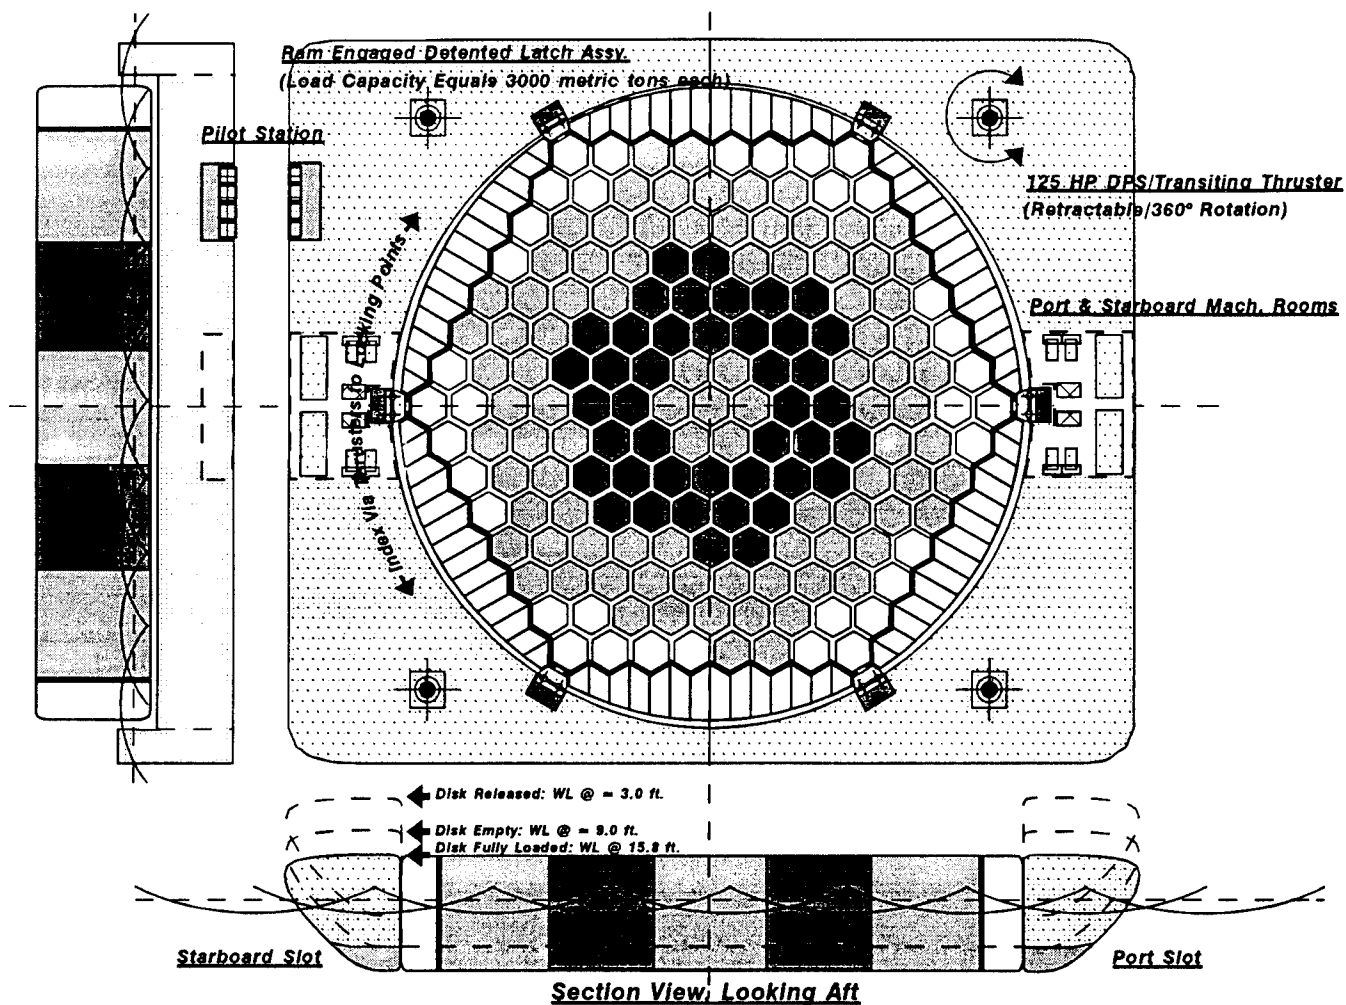 Ram Engaged Detented Latch Assy.
(Load Capacity Equals 3000 metric tons each)
Pilot Station
125 HP DPS/Transiting Thruster
(Retractable/360° Rotation)
Port & Starboard Mach. Rooms
Index Via Thrusters to Locking Points
Disk Released: WL @ ≈ 3.0 ft.
Disk Empty: WL @ ≈ 9.0 ft.
Disk Fully Loaded: WL @ 15.8 ft.
Starboard Slot
Port Slot
Section View, Looking Aft